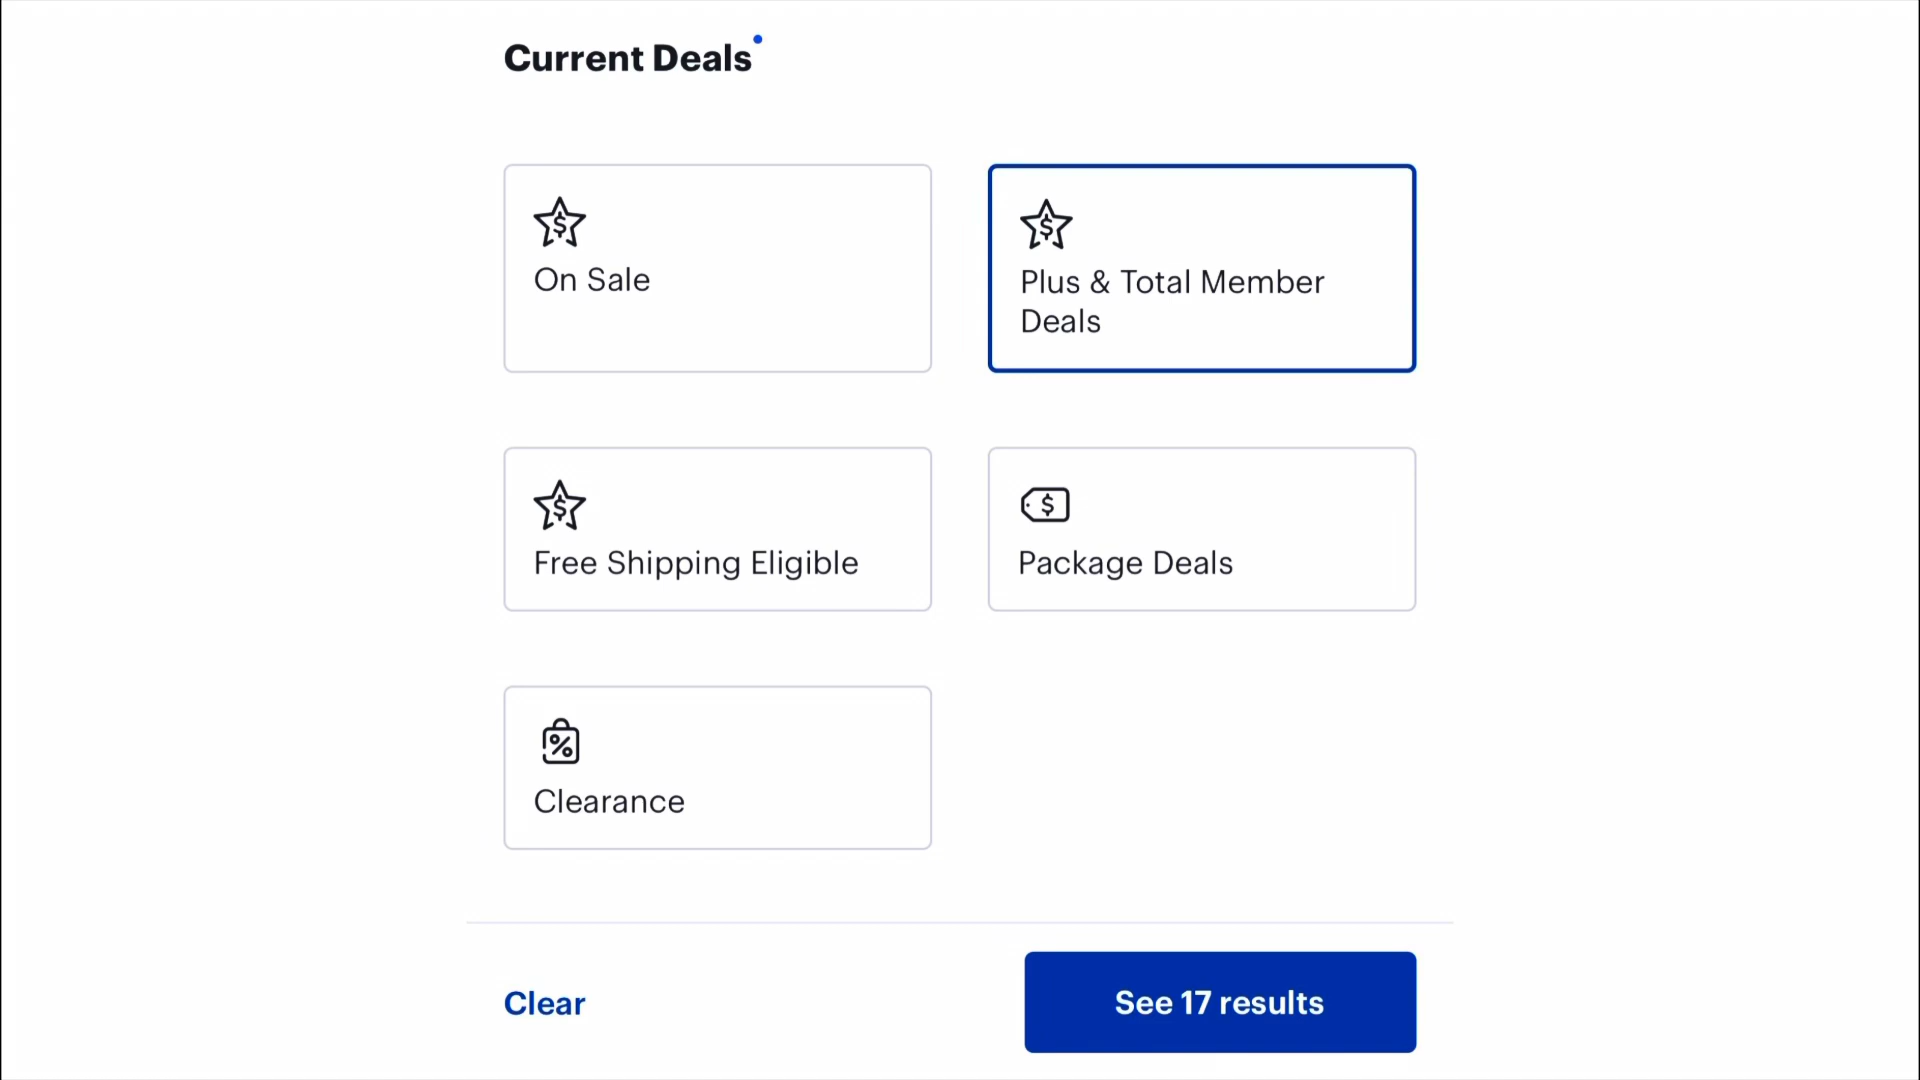 Current Deals
On Sale
Plus & Total Member
Deals
Free Shipping Eligible
Package Deals
Clearance
Clear
See 17 results